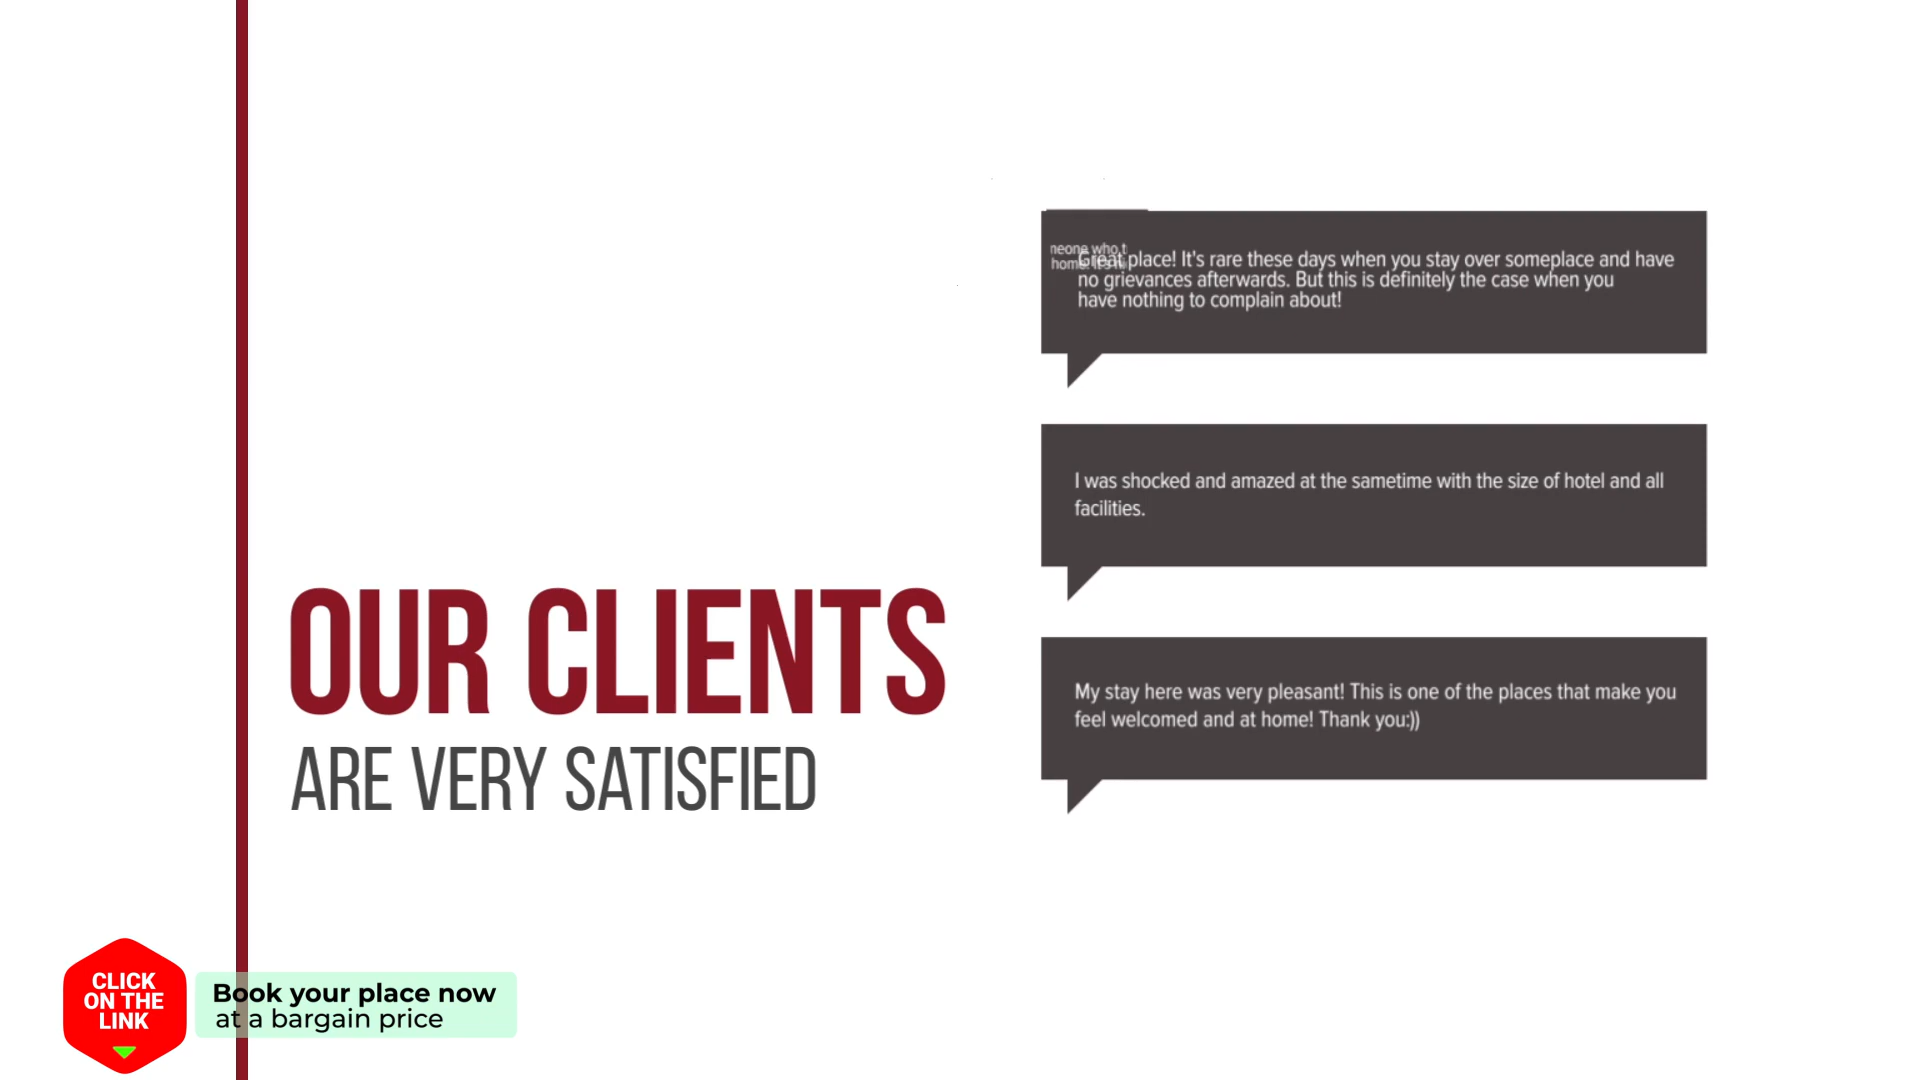 Great place! It's rare these days when you stay over someplace and have
no grievances afterwards. But this is definitely the case when you
have nothing to complain about!
I was shocked and amazed at the sametime with the size of hotel and all
facilities.
My stay here was very pleasant! This is one of the places that make you
feel welcomed and at home! Thank you:))
OUR CLIENTS
ARE VERY SATISFIED
CLICK
ON THE
LINK
Book your place now
at a bargain price